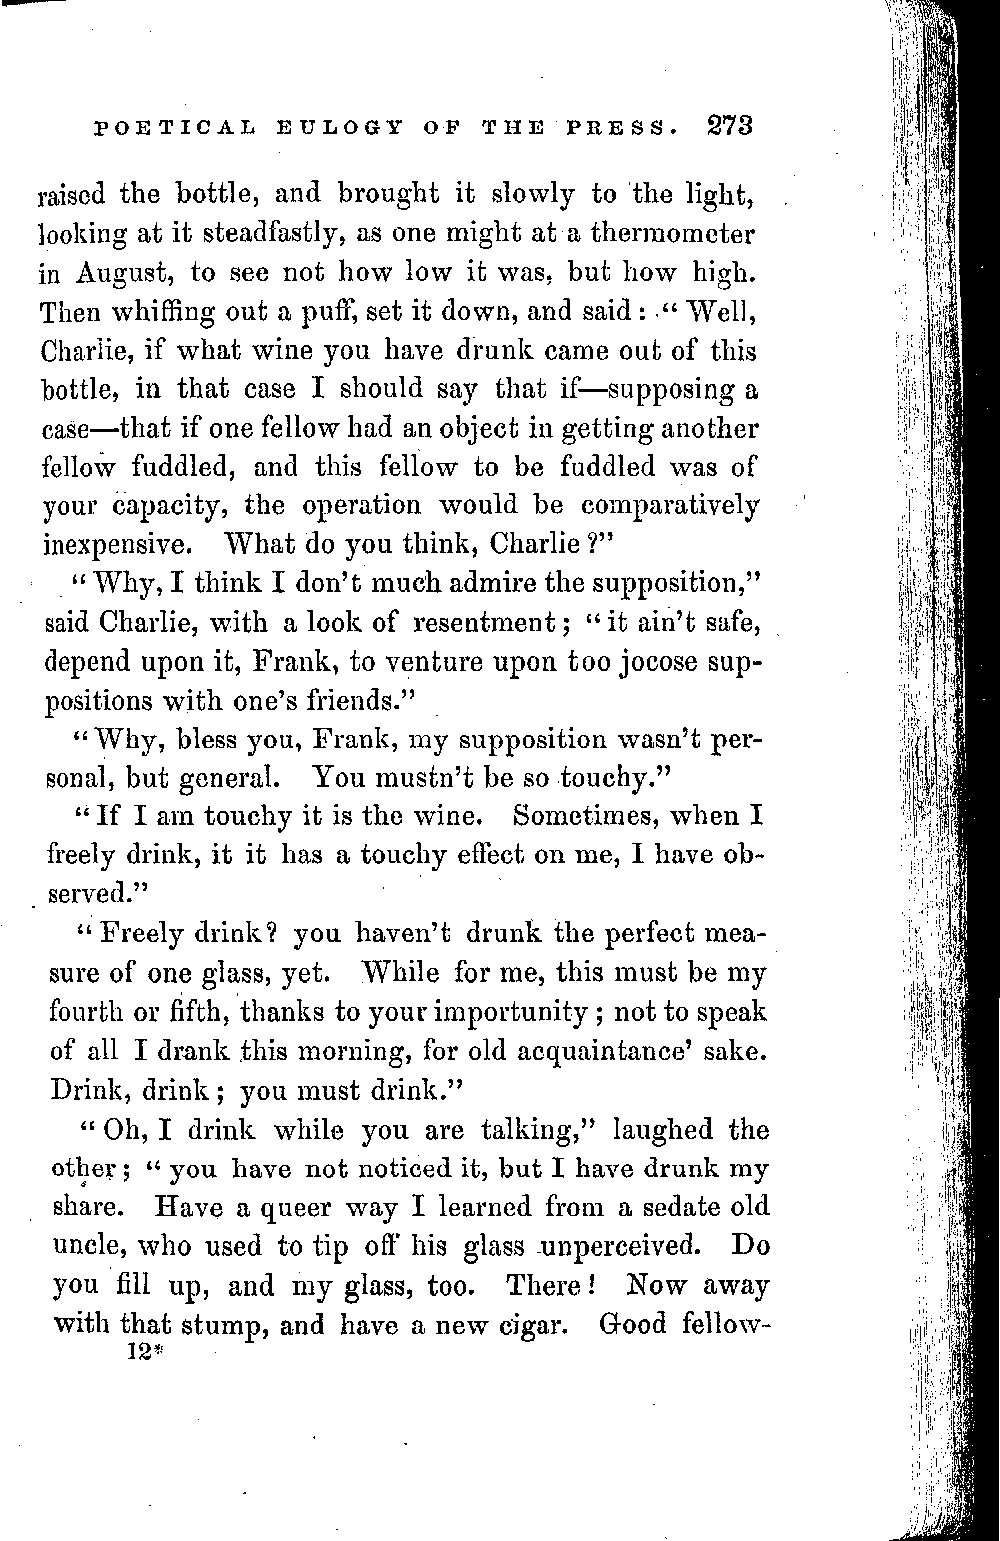 POETICAL EULOGY OF THE PRESS. 273
raised the bottle, and brought it slowly to the light,
looking at it steadfastly, as one might at a thermometer
in August, to see not how low it was, but how high.
Then whiffing out a puff, set it down, and said: "Well,
Charlie, if what wine you have drunk came out of this
bottle, in that case I should say that if—supposing a
case—that if one fellow had an object in getting another
fellow fuddled, and this fellow to be fuddled was of
your capacity, the operation would be comparatively
inexpensive. What do you think, Charlie?"
"Why, I think I don't much admire the supposition,"
said Charlie, with a look of resentment; "it ain't safe,
depend upon it, Frank, to venture upon too jocose sup-
positions with one's friends."
"Why, bless you, Frank, my supposition wasn't per-
sonal, but general. You mustn't be so touchy."
"If I am touchy it is the wine. Sometimes, when I
freely drink, it it has a touchy effect on me, I have ob-
served."
"Freely drink? you haven't drunk the perfect mea-
sure of one glass, yet. While for me, this must be my
fourth or fifth, thanks to your importunity; not to speak
of all I drank this morning, for old acquaintance' sake.
Drink, drink; you must drink."
"Oh, I drink while you are talking," laughed the
other; "you have not noticed it, but I have drunk my
share. Have a queer way I learned from a sedate old
uncle, who used to tip off his glass unperceived. Do
you fill up, and my glass, too. There! Now away
with that stump, and have a new cigar. Good fellow-
12*